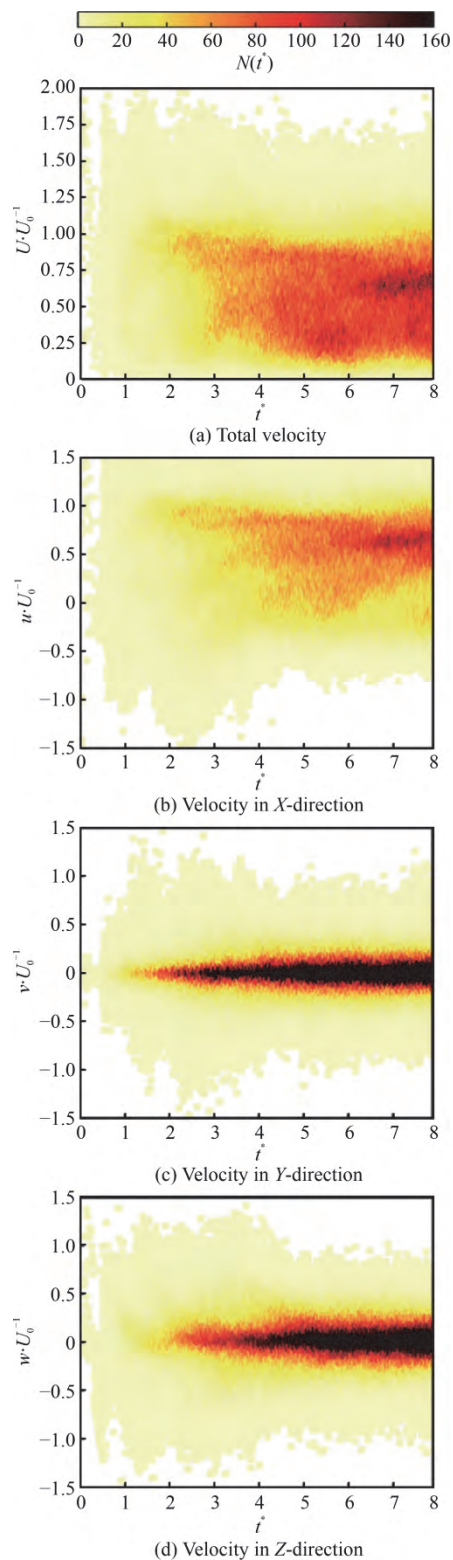 0 20 40 60 80 100 120 140 160
N(t*)
2.00
1.75
1.50
1.25
1.00
0.75
0.50
0.25
0
U·U₀⁻¹
0 1 2 3 4 5 6 7 8
t*
(a) Total velocity
1.5
1.0
0.5
0
−0.5
−1.0
−1.5
u·U₀⁻¹
0 1 2 3 4 5 6 7 8
t*
(b) Velocity in X-direction
1.5
1.0
0.5
0
−0.5
−1.0
−1.5
v·U₀⁻¹
0 1 2 3 4 5 6 7 8
t*
(c) Velocity in Y-direction
1.5
1.0
0.5
0
−0.5
−1.0
−1.5
w·U₀⁻¹
0 1 2 3 4 5 6 7 8
t*
(d) Velocity in Z-direction